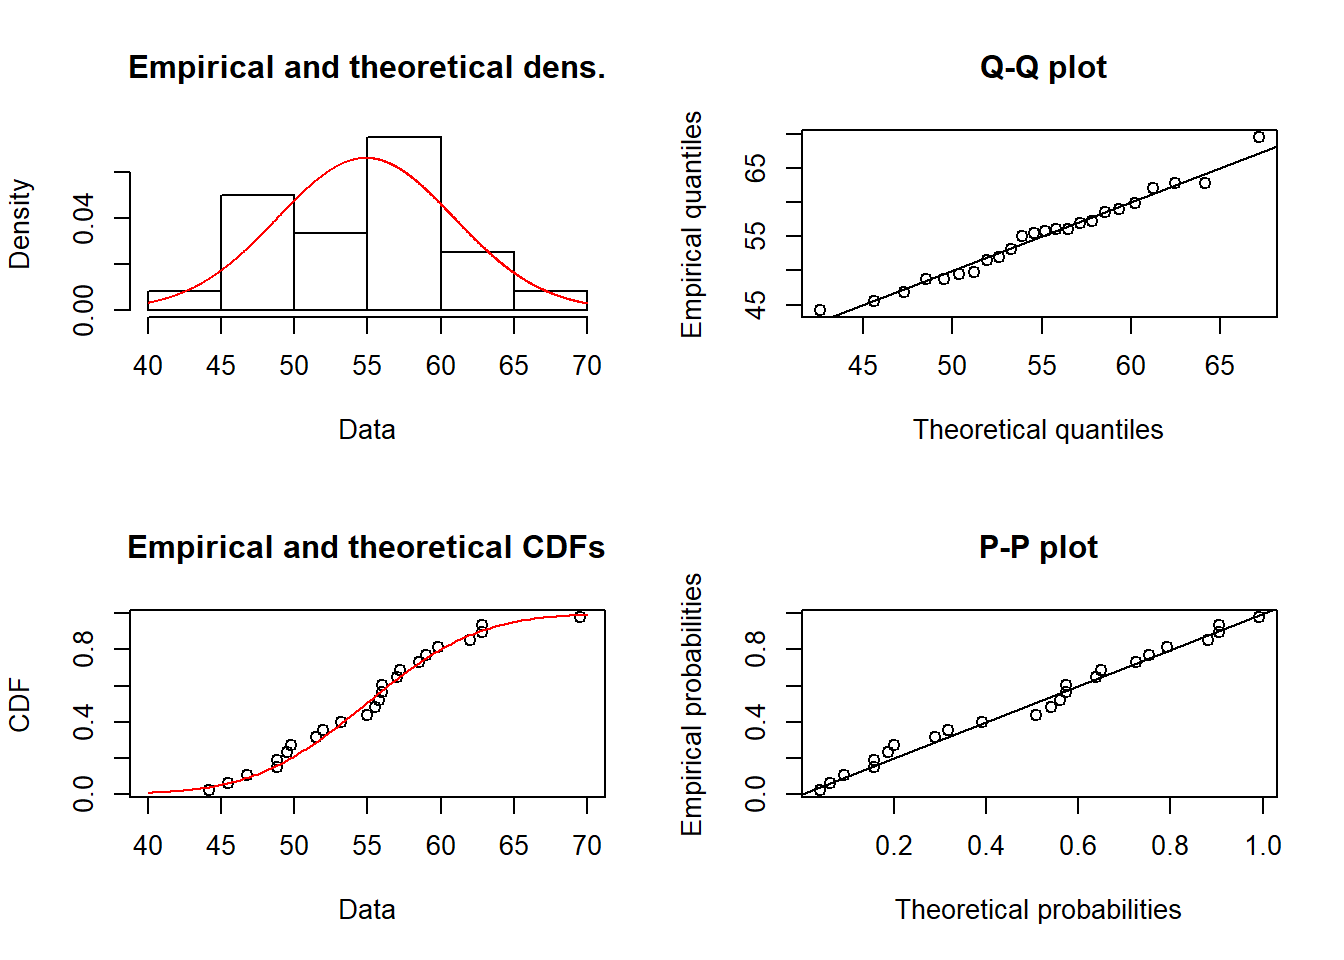 Empirical and theoretical dens.
Density
0.00 0.04
40 45 50 55 60 65 70
Data
Q-Q plot
Empirical quantiles
45 55 65
45 50 55 60 65
Theoretical quantiles
Empirical and theoretical CDFs
CDF
0.0 0.4 0.8
40 45 50 55 60 65 70
Data
P-P plot
Empirical probabilities
0.0 0.4 0.8
0.2 0.4 0.6 0.8 1.0
Theoretical probabilities